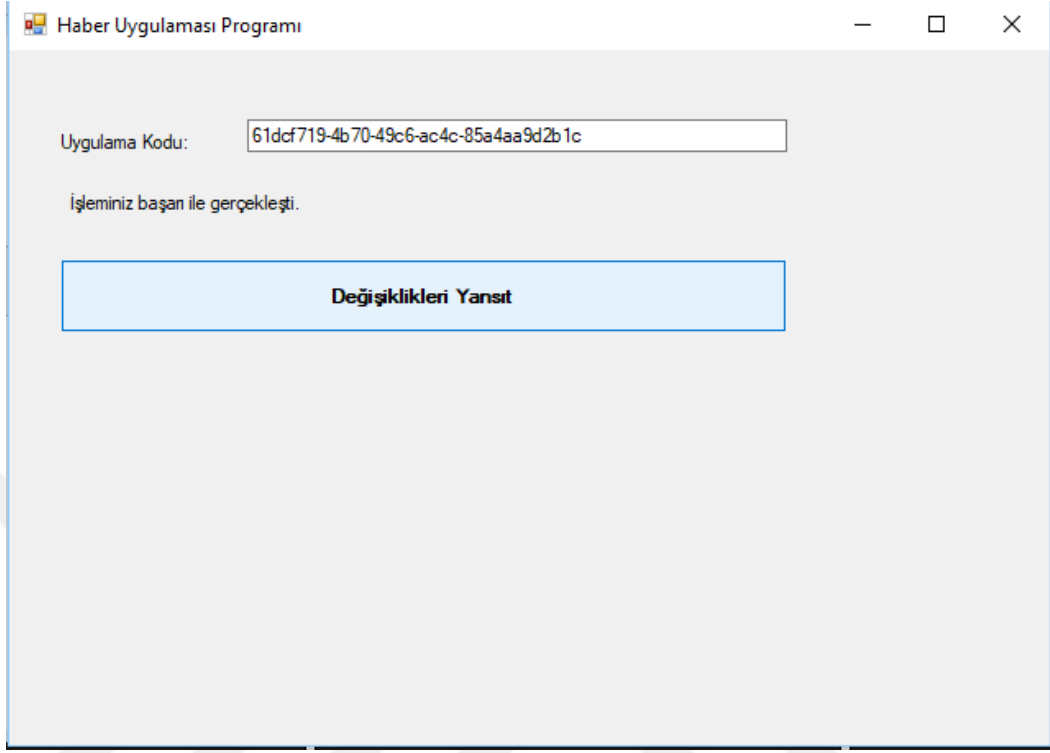 Haber Uygulaması Programı
Uygulama Kodu: 61dcf719-4b70-49c6-ac4c-85a4aa9d2b1c
İşleminiz başarı ile gerçekleşti.
Değişiklikleri Yansıt